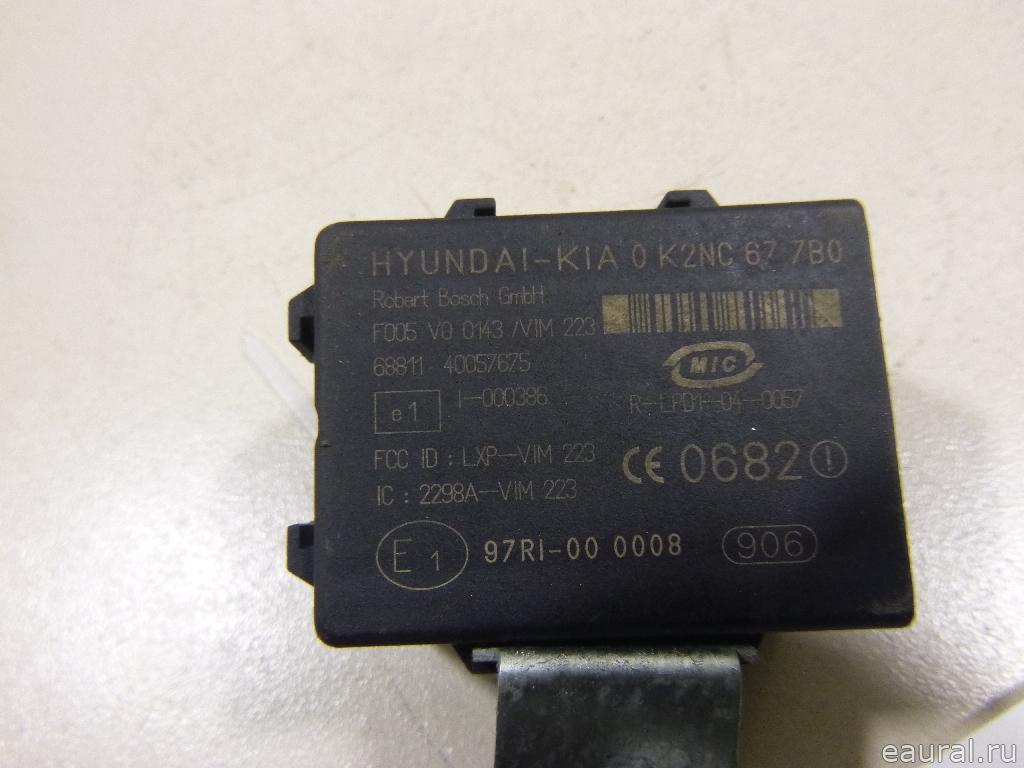 HYUNDAI-KIA 0 K2NC 67 7B0
Robert Bosch GmbH
F005 V0 0143 /VIM 223
68811 40057675
MIC
e1 I-000386
R-LPD1-04-0057
FCC ID : LXP-VIM 223
CE 0682 !
IC : 2298A-VIM 223
E1 97RI-00 0008 906
eaural.ru